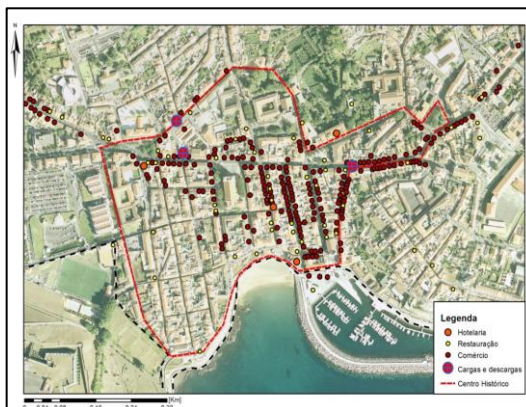 N
Legenda
Hotelaria
Restauração
Comércio
Cargas e descargas
Centro Histórico
[Km]